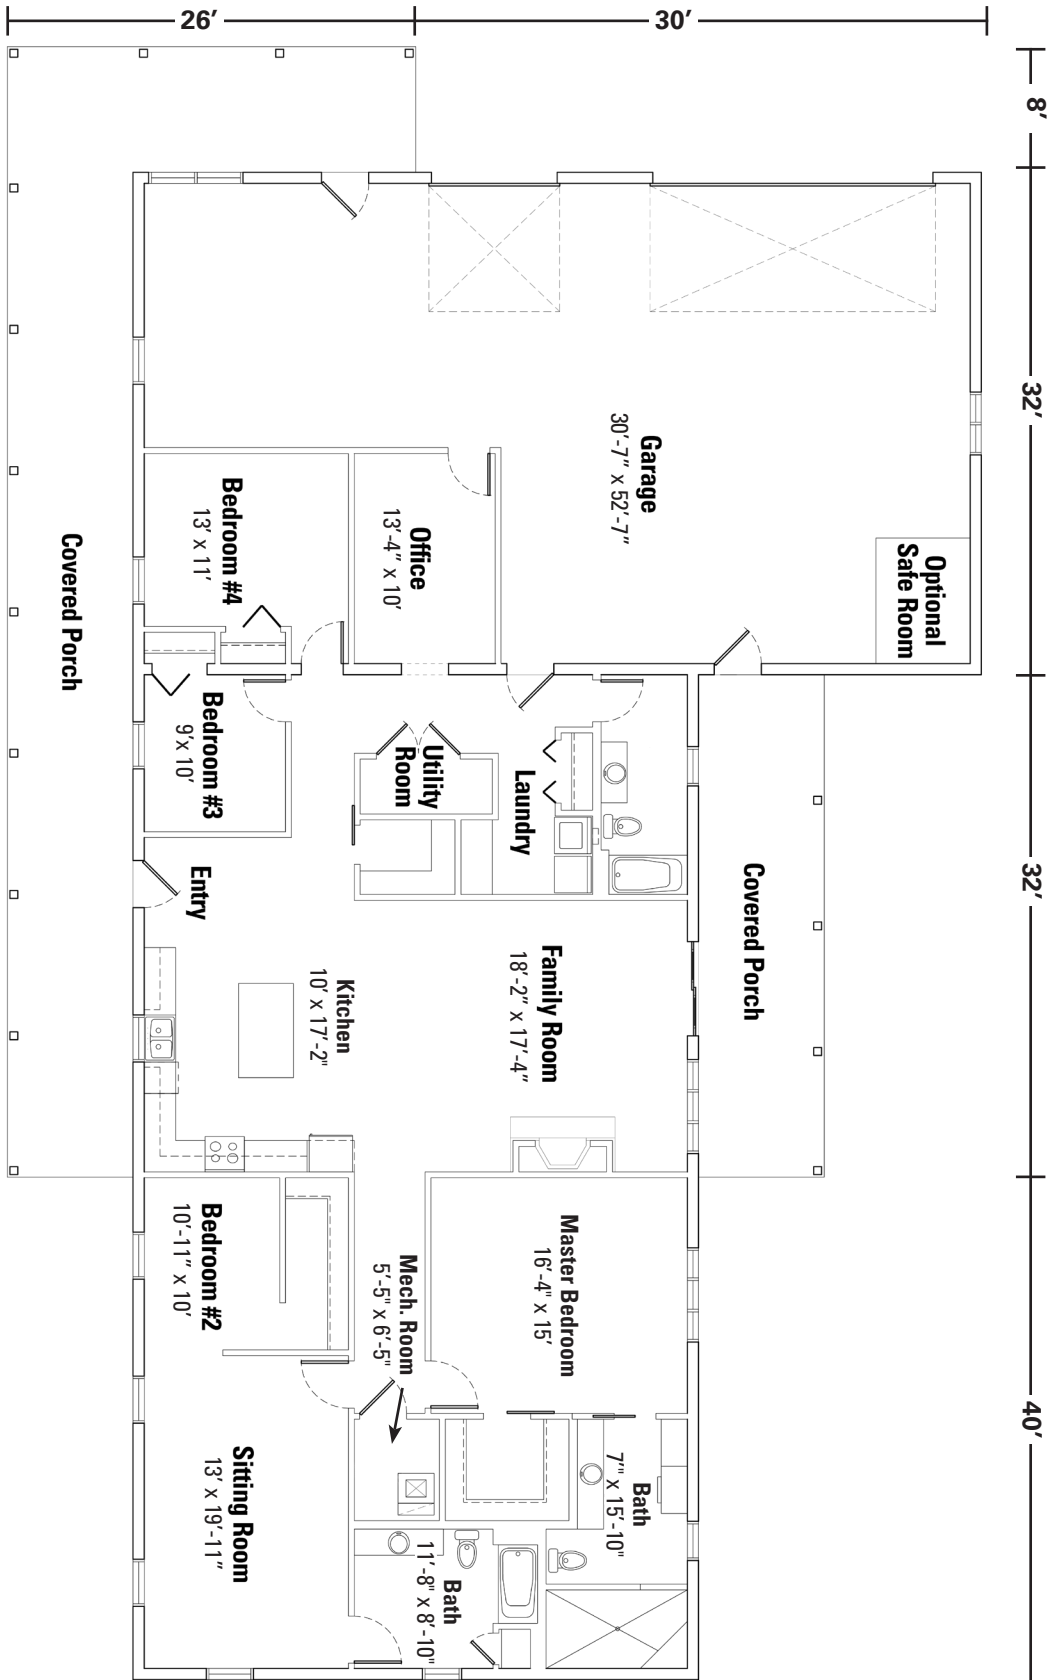 26′
30′
8′
32′
32′
40′
Garage
30′-7″ x 52′-7″
Optional
Safe Room
Office
13′-4″ x 10′
Bedroom #4
13′ x 11′
Covered Porch
Bedroom #3
9′x 10′
Utility
Room
Laundry
Entry
Covered Porch
Family Room
18′-2″ x 17′-4″
Kitchen
10′ x 17′-2"
Bedroom #2
10′-11″ x 10′
Mech. Room
5′-5" x 6′-5"
Master Bedroom
16′-4" x 15′
Sitting Room
13′ x 19′-11″
Bath
7′" x 15′-10"
Bath
11′-8" x 8′-10"